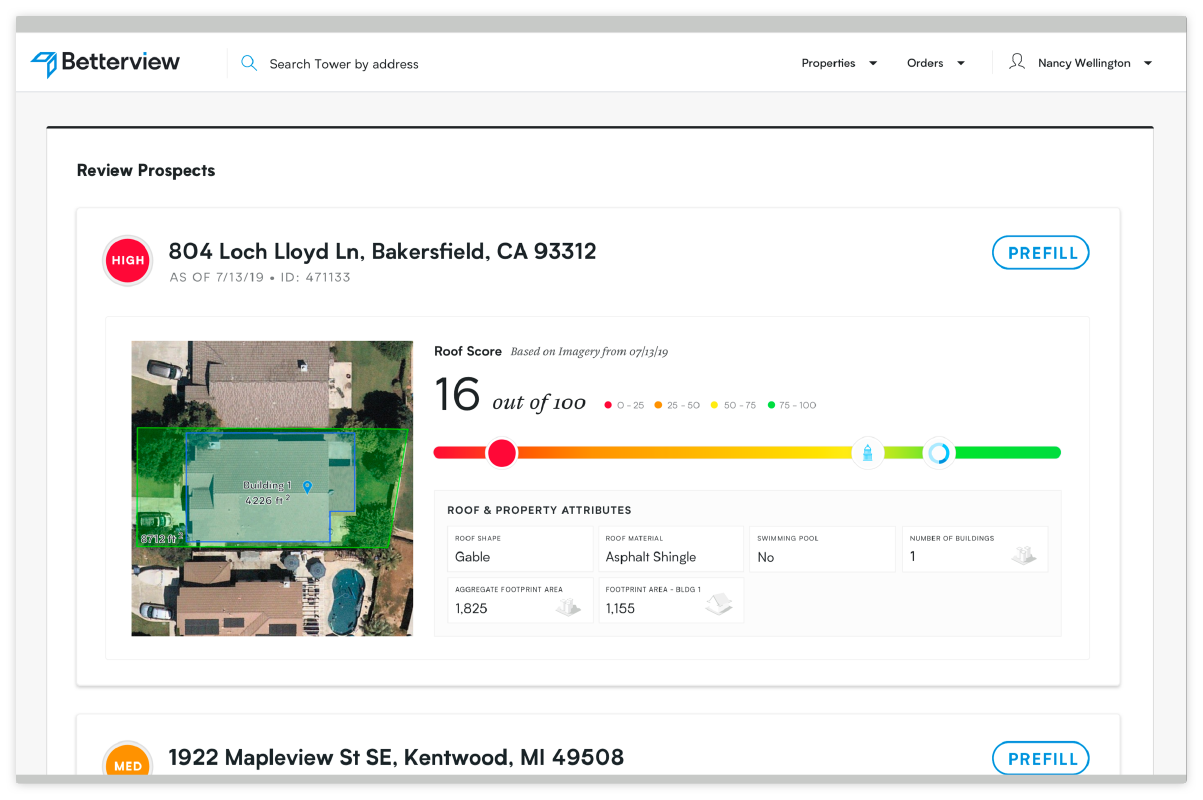 Betterview
Search Tower by address
Properties
Orders
Nancy Wellington
Review Prospects
HIGH
804 Loch Lloyd Ln, Bakersfield, CA 93312
AS OF 7/13/19 • ID: 471133
PREFILL
Building 1
4226 ft²
8712 ft²
Roof Score Based on Imagery from 07/13/19
16 out of 100
0 - 25
25 - 50
50 - 75
75 - 100
ROOF & PROPERTY ATTRIBUTES
ROOF SHAPE
Gable
ROOF MATERIAL
Asphalt Shingle
SWIMMING POOL
No
NUMBER OF BUILDINGS
1
AGGREGATE FOOTPRINT AREA
1,825
FOOTPRINT AREA - BLDG 1
1,155
MED
1922 Mapleview St SE, Kentwood, MI 49508
PREFILL